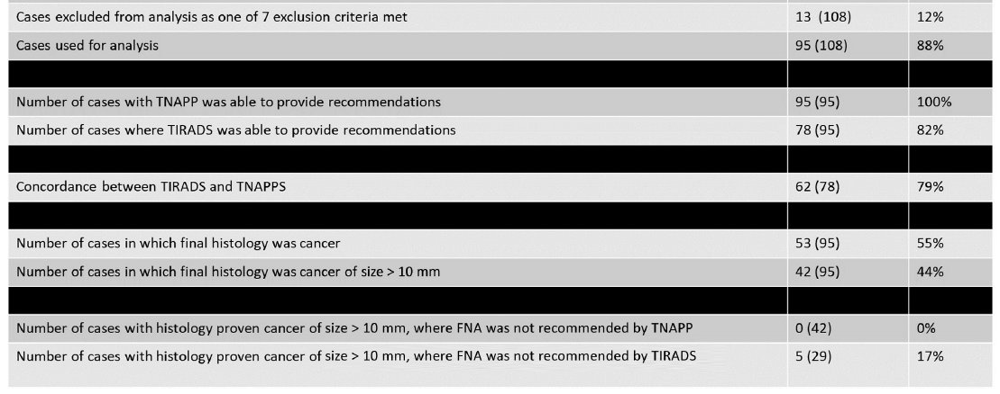 Cases excluded from analysis as one of 7 exclusion criteria met 13 (108) 12%
Cases used for analysis 95 (108) 88%
Number of cases with TNAPP was able to provide recommendations 95 (95) 100%
Number of cases where TIRADS was able to provide recommendations 78 (95) 82%
Concordance between TIRADS and TNAPPS 62 (78) 79%
Number of cases in which final histology was cancer 53 (95) 55%
Number of cases in which final histology was cancer of size > 10 mm 42 (95) 44%
Number of cases with histology proven cancer of size > 10 mm, where FNA was not recommended by TNAPP 0 (42) 0%
Number of cases with histology proven cancer of size > 10 mm, where FNA was not recommended by TIRADS 5 (29) 17%